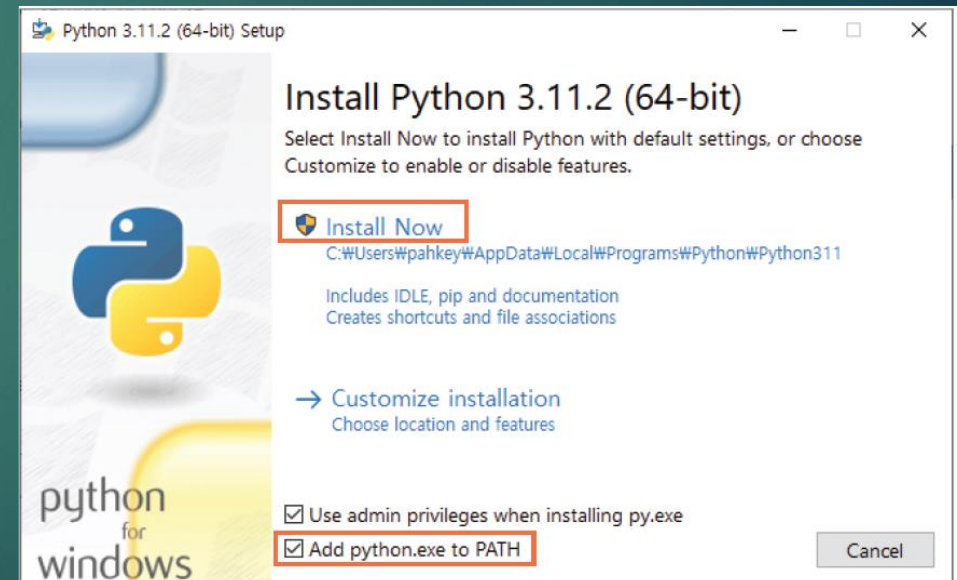 Python 3.11.2 (64-bit) Setup
Install Python 3.11.2 (64-bit)
Select Install Now to install Python with default settings, or choose
Customize to enable or disable features.
Install Now
C:₩Users₩pahkey₩AppData₩Local₩Programs₩Python₩Python311
Includes IDLE, pip and documentation
Creates shortcuts and file associations
→ Customize installation
Choose location and features
python
for
windows
Use admin privileges when installing py.exe
Add python.exe to PATH
Cancel